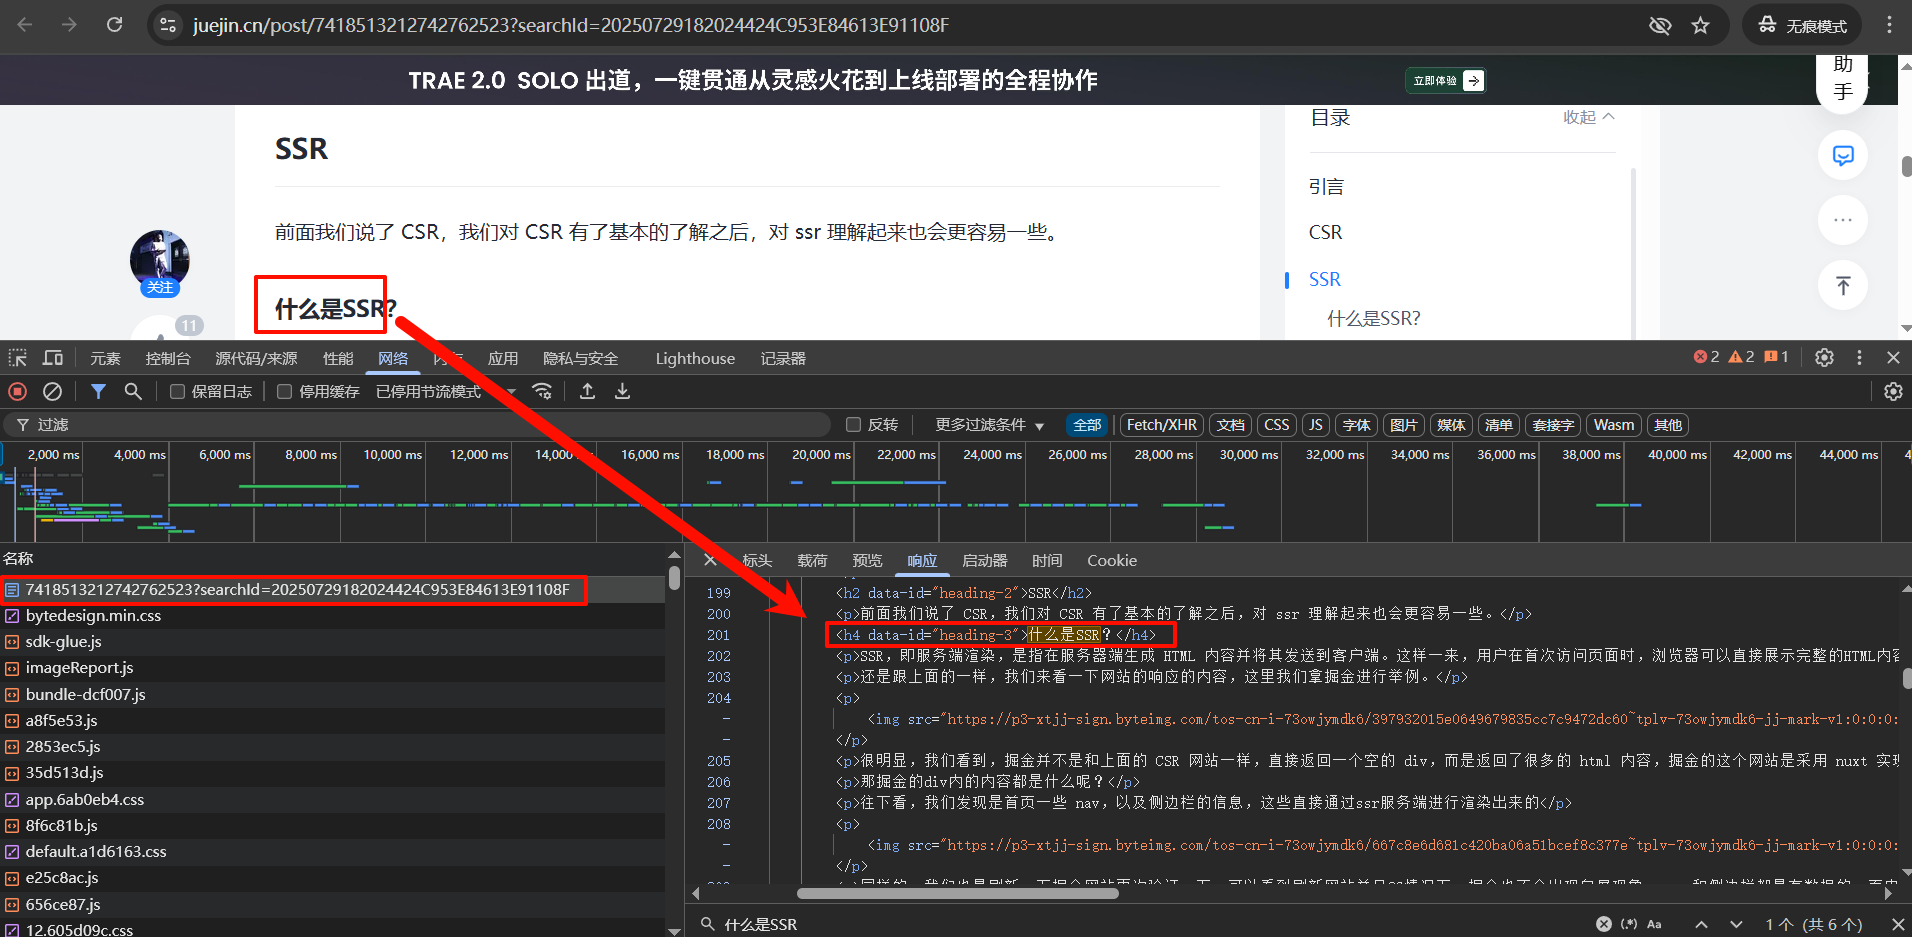 juejin.cn/post/7418513212742762523?searchId=20250729182024424C953E84613E91108F
无痕模式
TRAE 2.0 SOLO 出道，一键贯通从灵感火花到上线部署的全程协作
立即体验
助
手
SSR
前面我们说了 CSR，我们对 CSR 有了基本的了解之后，对 ssr 理解起来也会更容易一些。
关注
11
什么是SSR?
目录
收起
引言
CSR
SSR
什么是SSR?
元素 控制台 源代码/来源 性能 网络 内存 应用 隐私与安全 Lighthouse 记录器
2 2 1
保留日志 停用缓存 已停用节流模式
过滤 反转 更多过滤条件 全部 Fetch/XHR 文档 CSS JS 字体 图片 媒体 清单 套接字 Wasm 其他
2,000 ms 4,000 ms 6,000 ms 8,000 ms 10,000 ms 12,000 ms 14,000 ms 16,000 ms 18,000 ms 20,000 ms 22,000 ms 24,000 ms 26,000 ms 28,000 ms 30,000 ms 32,000 ms 34,000 ms 36,000 ms 38,000 ms 40,000 ms 42,000 ms 44,000 ms 4
名称
7418513212742762523?searchId=20250729182024424C953E84613E91108F
bytedesign.min.css
sdk-glue.js
imageReport.js
bundle-dcf007.js
a8f5e53.js
2853ec5.js
35d513d.js
app.6ab0eb4.css
8f6c81b.js
default.a1d6163.css
e25c8ac.js
656ce87.js
12.605d09c.css
标头 载荷 预览 响应 启动器 时间 Cookie
199 <h2 data-id="heading-2">SSR</h2>
200 <p>前面我们说了 CSR，我们对 CSR 有了基本的了解之后，对 ssr 理解起来也会更容易一些。</p>
201 <h4 data-id="heading-3">什么是SSR？</h4>
202 <p>SSR，即服务端渲染，是指在服务器端生成 HTML 内容并将其发送到客户端。这样一来，用户在首次访问页面时，浏览器可以直接展示完整的HTML内容
203 <p>还是跟上面的一样，我们来看一下网站的响应的内容，这里我们拿掘金进行举例。</p>
204 <p>
- <img src="https://p3-xtjj-sign.byteimg.com/tos-cn-i-73owjymdk6/397932015e0649679835cc7c9472dc60~tplv-73owjymdk6-jj-mark-v1:0:0:0:
- </p>
205 <p>很明显，我们看到，掘金并不是和上面的 CSR 网站一样，直接返回一个空的 div，而是返回了很多的 html 内容，掘金的这个网站是采用 nuxt 实现
206 <p>那掘金的div内的内容都是什么呢？</p>
207 <p>往下看，我们发现是首页一些 nav，以及侧边栏的信息，这些直接通过ssr服务端进行渲染出来的</p>
208 <p>
- <img src="https://p3-xtjj-sign.byteimg.com/tos-cn-i-73owjymdk6/667c8e6d681c420ba06a51bcef8c377e~tplv-73owjymdk6-jj-mark-v1:0:0:0:
- </p>
什么是SSR
(.*) Aa
1 个 (共 6 个)